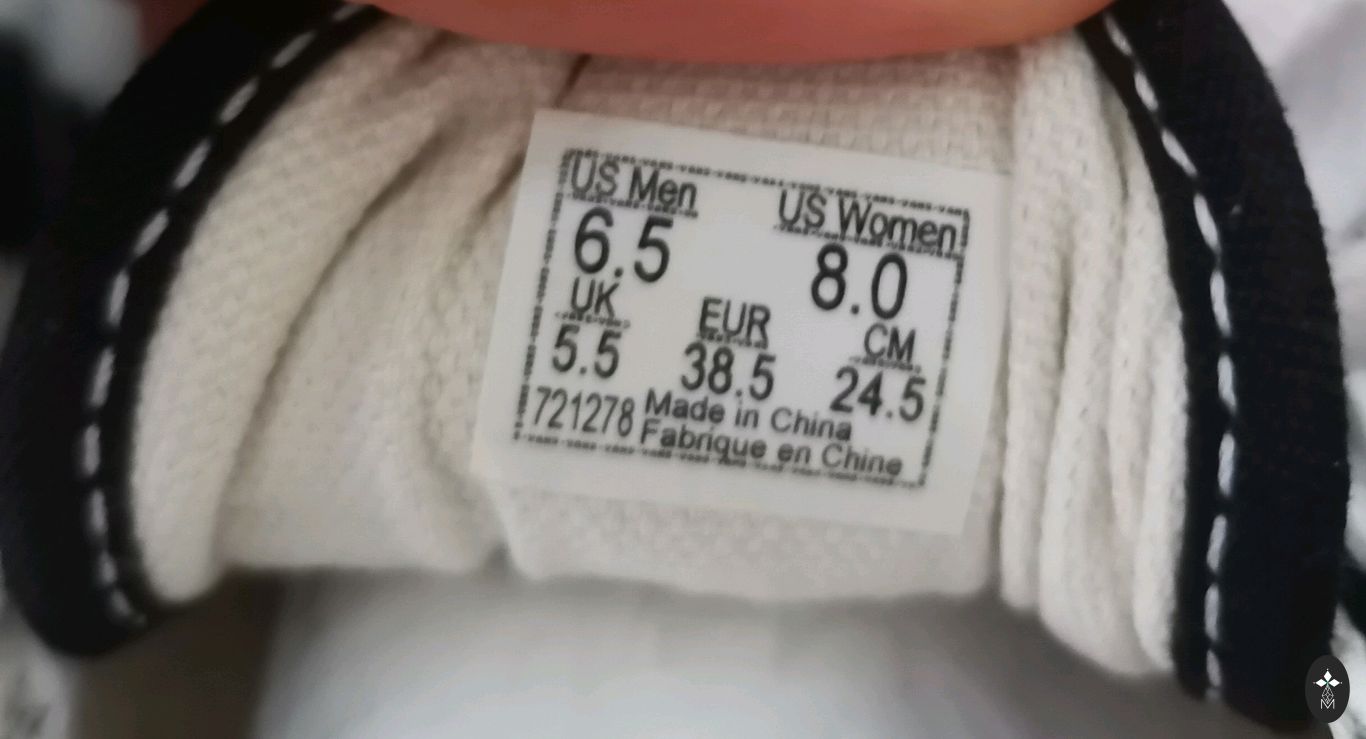 US Men US Women
6.5 8.0
UK EUR CM
5.5 38.5 24.5
721278 Made in China
Fabrique en Chine
M